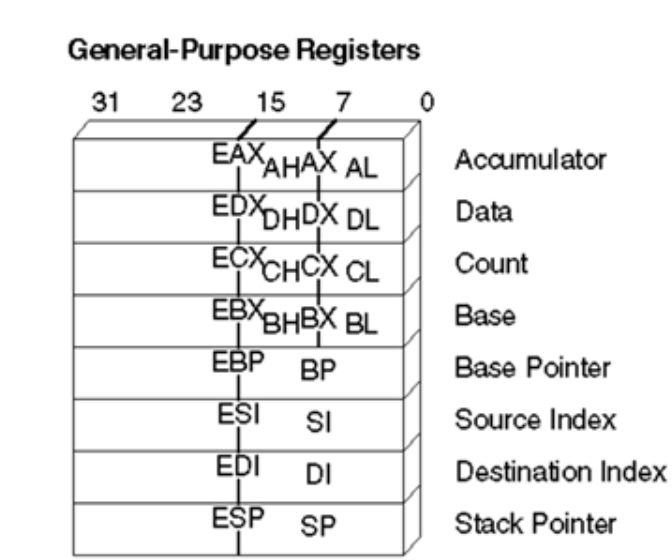 General-Purpose Registers
31 23 15 7 0
EAX AH AX AL Accumulator
EDX DH DX DL Data
ECX CH CX CL Count
EBX BH BX BL Base
EBP BP Base Pointer
ESI SI Source Index
EDI DI Destination Index
ESP SP Stack Pointer